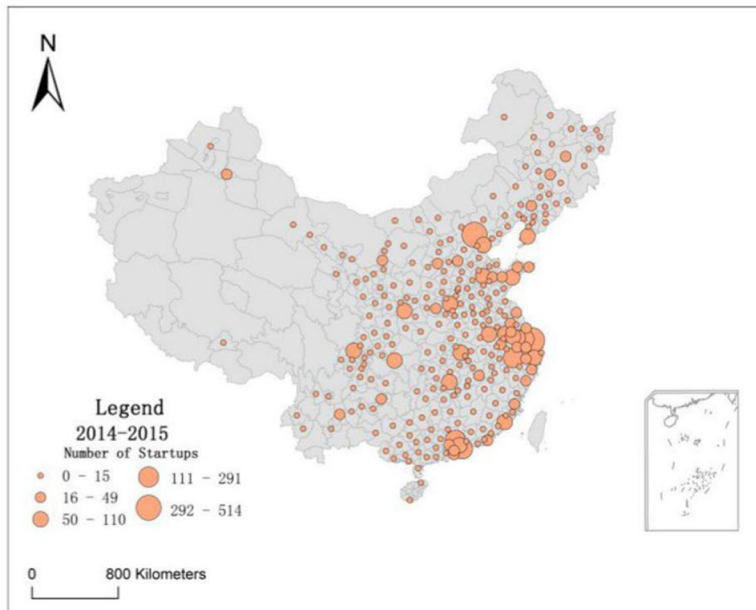 N
Legend
2014-2015
Number of Startups
0 - 15
16 - 49
50 - 110
111 - 291
292 - 514
0 800 Kilometers